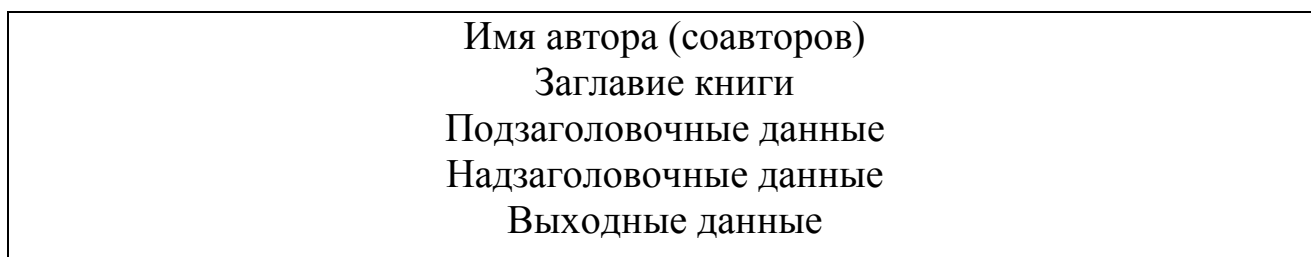 Имя автора (соавторов)
Заглавие книги
Подзаголовочные данные
Надзаголовочные данные
Выходные данные